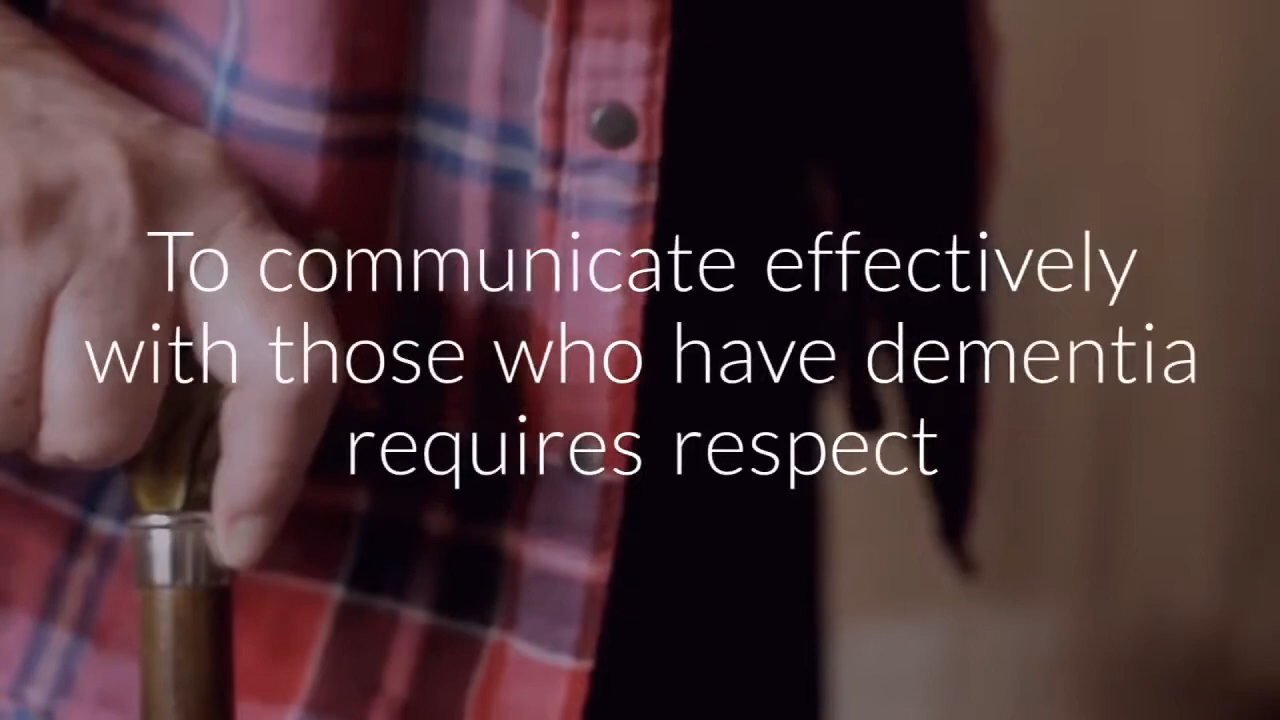 To communicate effectively
with those who have dementia
requires respect